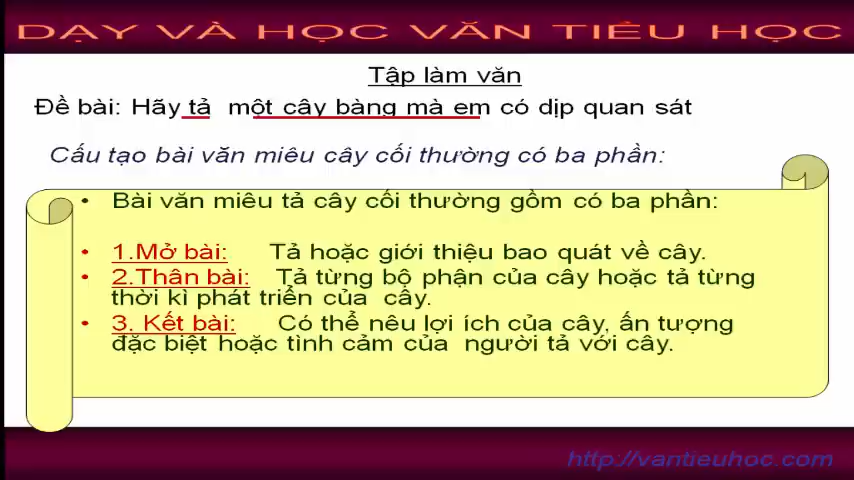 DẠY VÀ HỌC VĂN TIỂU HỌC
Tập làm văn
Đề bài: Hãy tả một cây bàng mà em có dịp quan sát
Cấu tạo bài văn miêu cây cối thường có ba phần:
• Bài văn miêu tả cây cối thường gồm có ba phần:
• 1.Mở bài: Tả hoặc giới thiệu bao quát về cây.
• 2.Thân bài: Tả từng bộ phận của cây hoặc tả từng
thời kì phát triển của cây.
• 3. Kết bài: Có thể nêu lợi ích của cây, ấn tượng
đặc biệt hoặc tình cảm của người tả với cây.
http://vantieuhoc.com